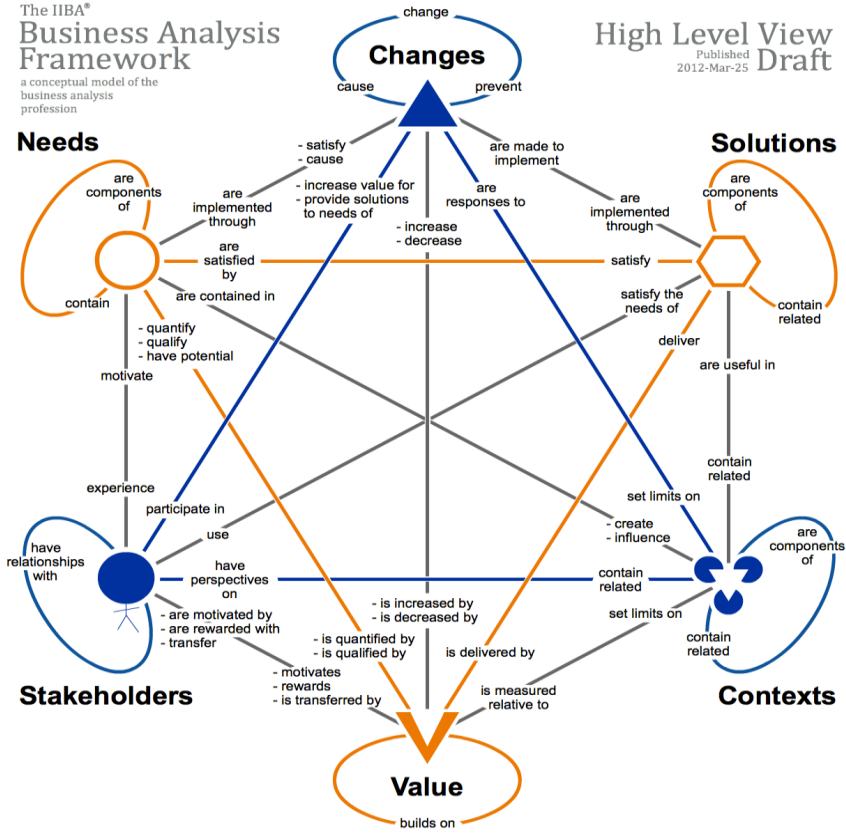 The IIBA®
Business Analysis
Framework
a conceptual model of the
business analysis
profession
High Level View
Published
2012-Mar-25
Draft
change
Changes
cause
prevent
Needs
Solutions
are
components
of
contain
- satisfy
- cause
are
implemented
through
- increase value for
- provide solutions
to needs of
- increase
- decrease
are
responses to
are made to
implement
are
implemented
through
are
components
of
contain
related
are
satisfied
by
satisfy
are contained in
satisfy the
needs of
- quantify
- qualify
- have potential
deliver
motivate
are useful in
experience
contain
related
participate in
set limits on
use
- create
- influence
have
relationships
with
have
perspectives
on
contain
related
are
components
of
- are motivated by
- are rewarded with
- transfer
- is increased by
- is decreased by
set limits on
contain
related
- is quantified by
- is qualified by
is delivered by
- motivates
- rewards
- is transferred by
is measured
relative to
Stakeholders
Contexts
Value
builds on